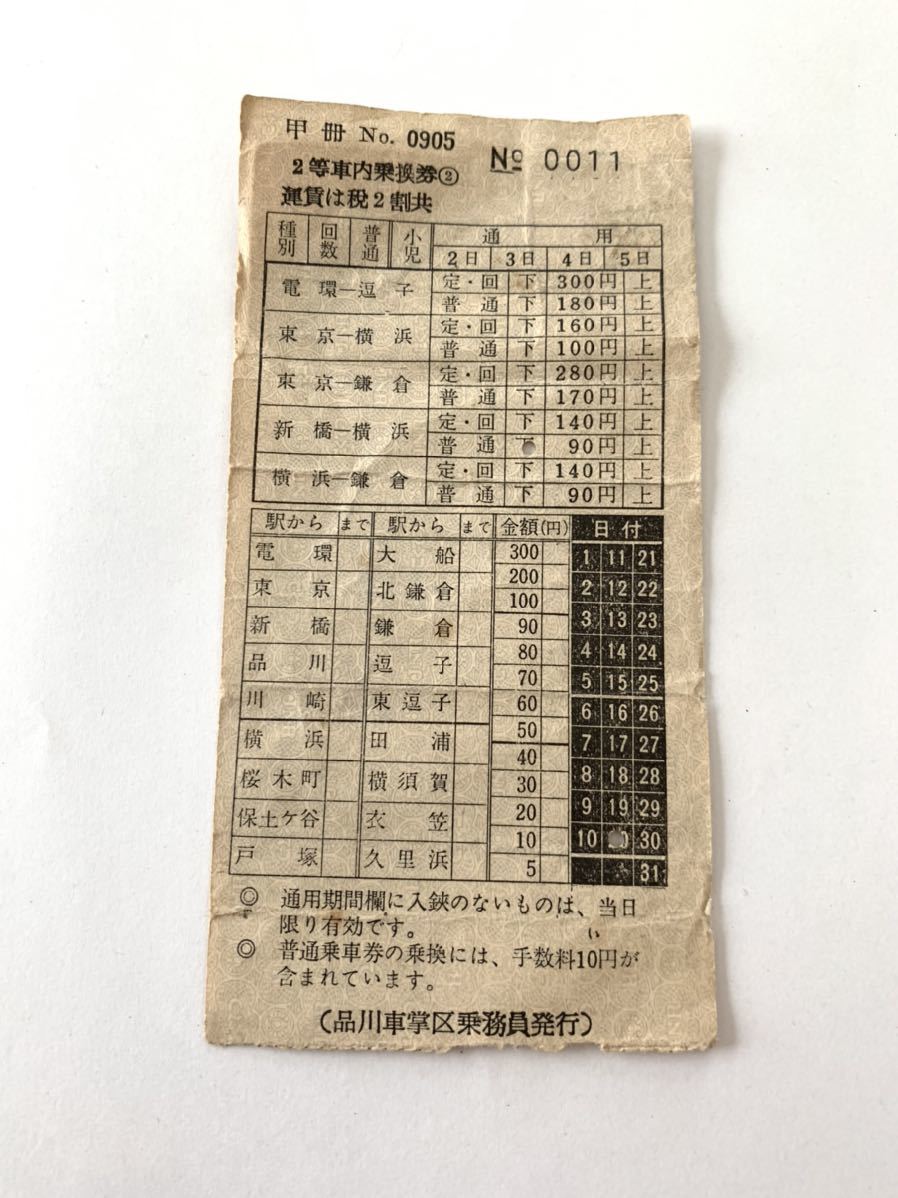 甲冊 No. 0905
No 0011
2等車内乗換券②
運賃は税2割共
種別 回数 普通 小児 通用
2日 3日 4日 5日
電環―逗子 定・回 下 300円 上
普通 下 180円 上
東京―横浜 定・回 下 160円 上
普通 下 100円 上
東京―鎌倉 定・回 下 280円 上
普通 下 170円 上
新橋―横浜 定・回 下 140円 上
普通 下 90円 上
横浜―鎌倉 定・回 下 140円 上
普通 下 90円 上
駅から まで 駅から まで 金額(円) 日付
電環 大船
東京 北鎌倉
新橋 鎌倉
品川 逗子
川崎 東逗子
横浜 田浦
桜木町 横須賀
保土ケ谷 衣笠
戸塚 久里浜
300
200
100
90
80
70
60
50
40
30
20
10
5
1 11 21
2 12 22
3 13 23
4 14 24
5 15 25
6 16 26
7 17 27
8 18 28
9 19 29
10 20 30
31
◎ 通用期間欄に入鋏のないものは、当日
限り有効です。
◎ 普通乗車券の乗換には、手数料10円が
含まれています。
(品川車掌区乗務員発行)